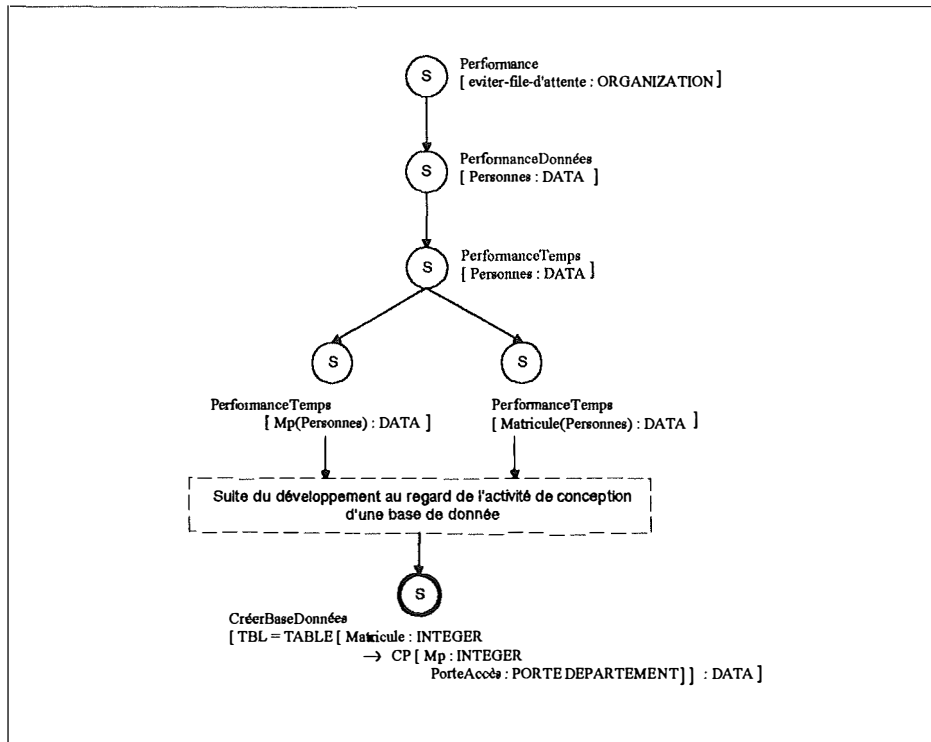 S
Performance
[ eviter-file-d'attente : ORGANIZATION ]
S
PerformanceDonnées
[ Personnes : DATA ]
S
PerformanceTemps
[ Personnes : DATA ]
S
S
PerformanceTemps
[ Mp(Personnes) : DATA ]
PerformanceTemps
[ Matricule(Personnes) : DATA ]
Suite du développement au regard de l'activité de conception
d'une base de donnée
S
CréerBaseDonnées
[ TBL = TABLE [ Matricule : INTEGER
→ CP [ Mp : INTEGER
PorteAccès : PORTE DEPARTEMENT ] ] : DATA ]